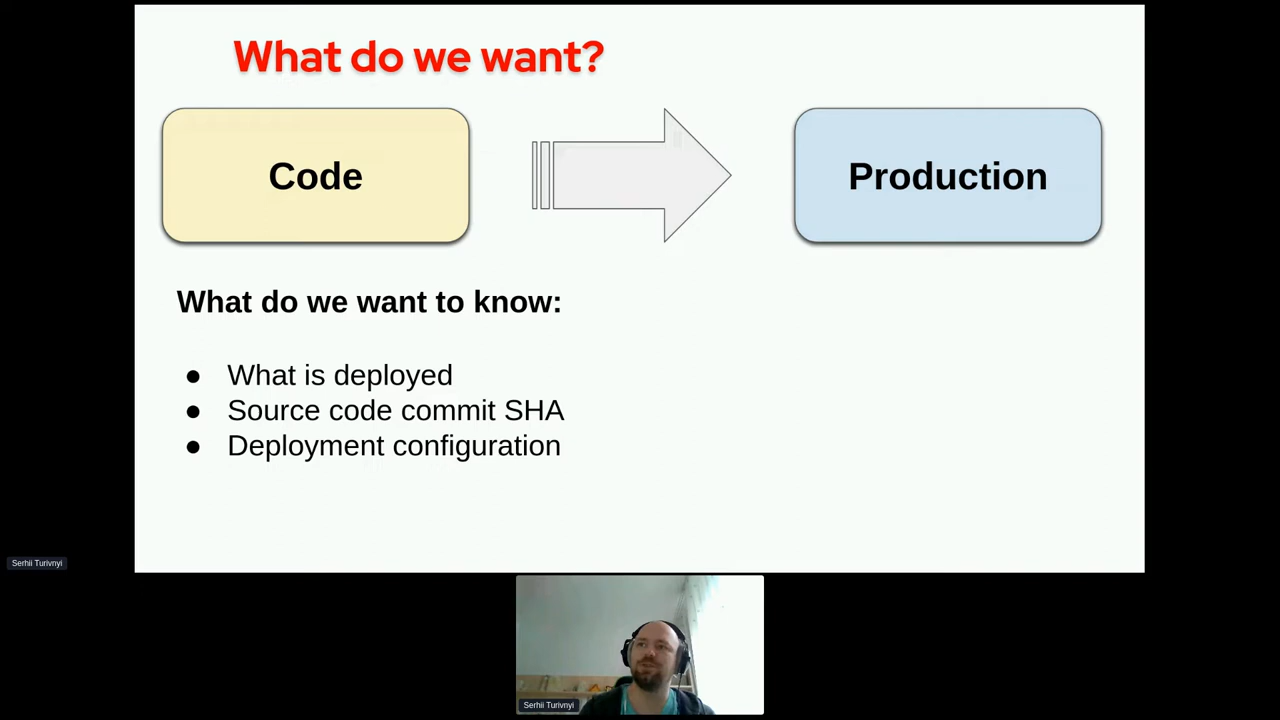 What do we want?
Code
Production
What do we want to know:
● What is deployed
● Source code commit SHA
● Deployment configuration
Serhii Turivnyi
Serhii Turivnyi